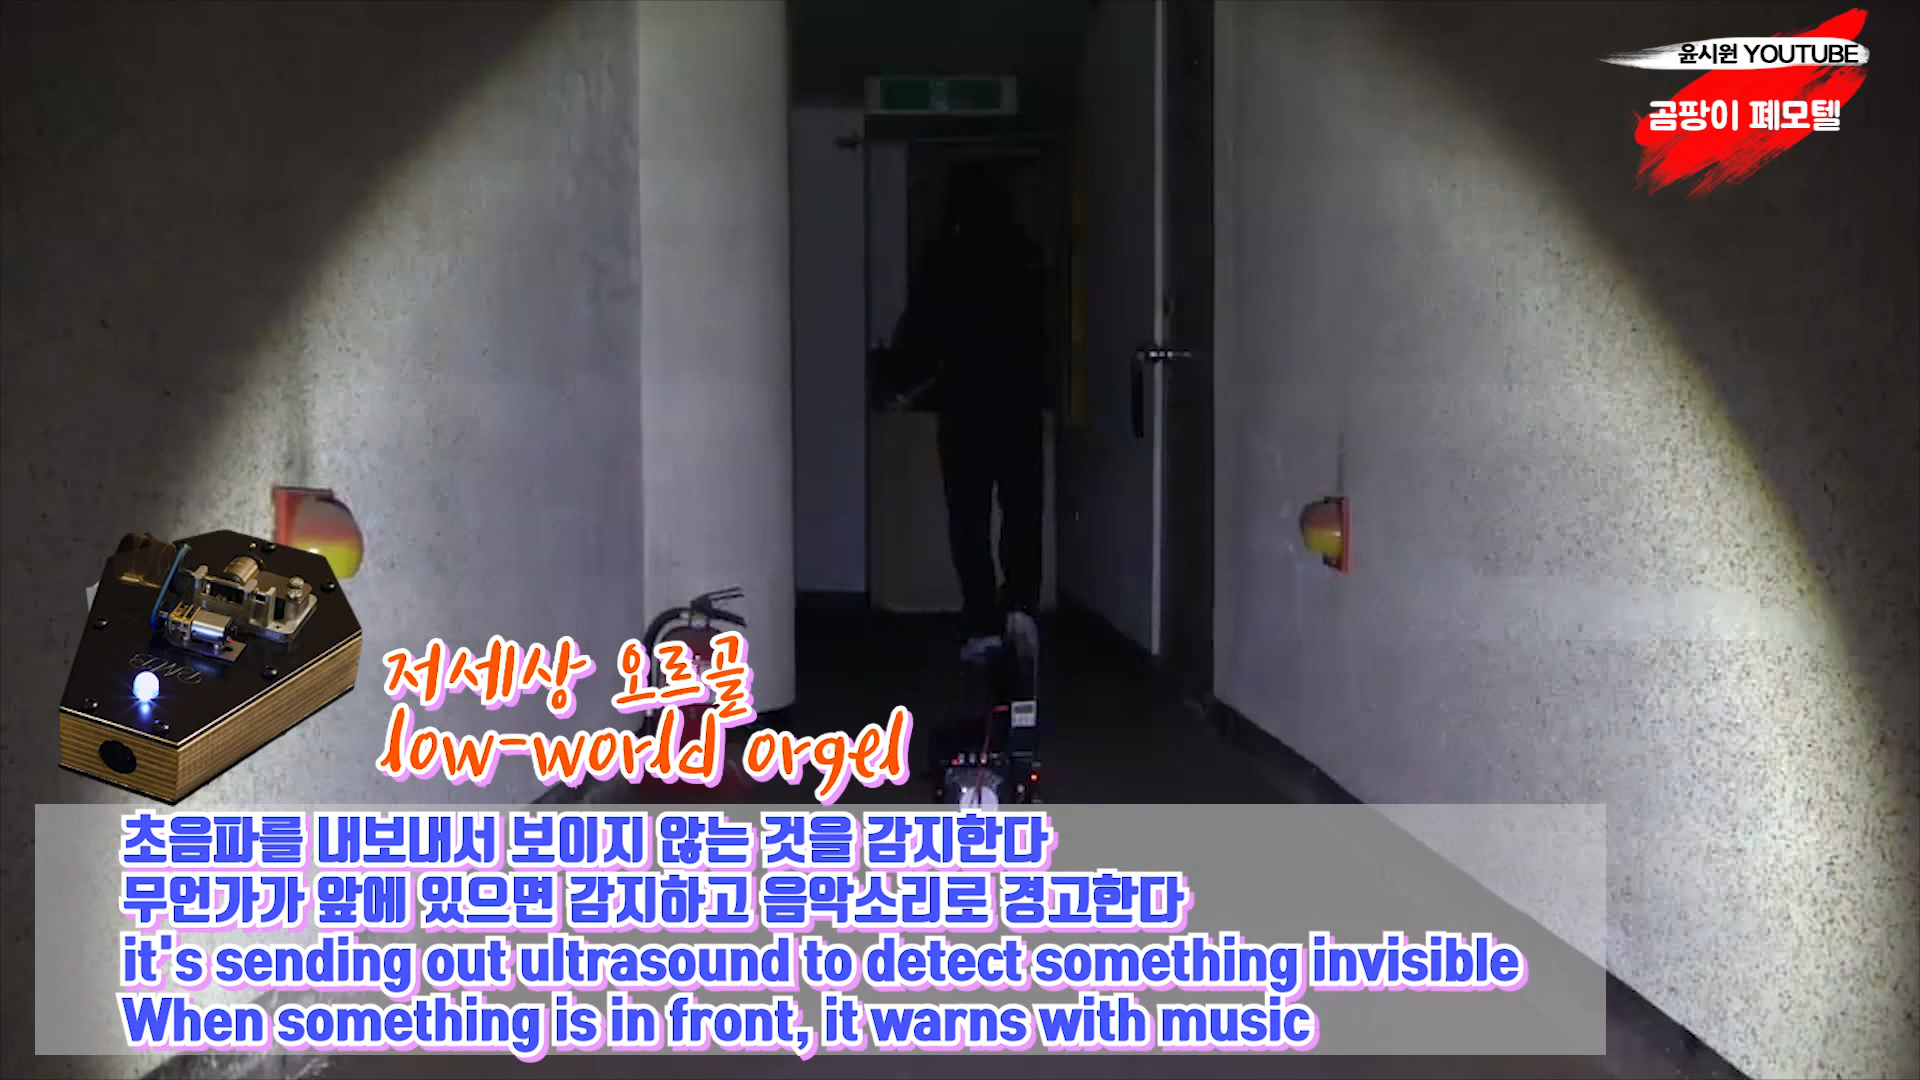 윤시원 YOUTUBE
곰팡이 폐모텔
PMB
저세상 오르골
low-world orgel
초음파를 내보내서 보이지 않는 것을 감지한다
무언가가 앞에 있으면 감지하고 음악소리로 경고한다
it's sending out ultrasound to detect something invisible
When something is in front, it warns with music